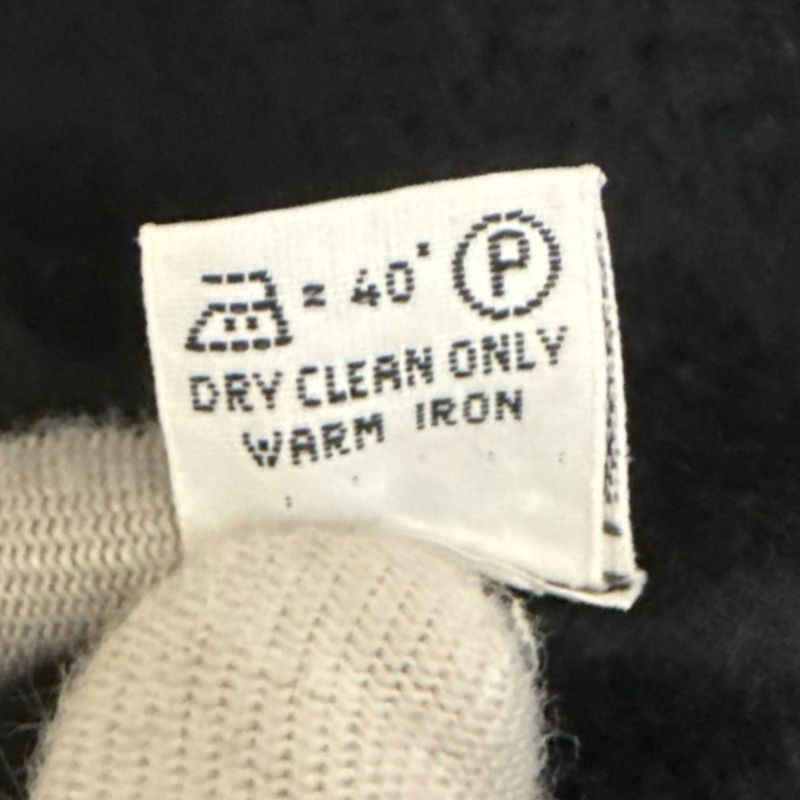 = 40° P
DRY CLEAN ONLY
WARM IRON